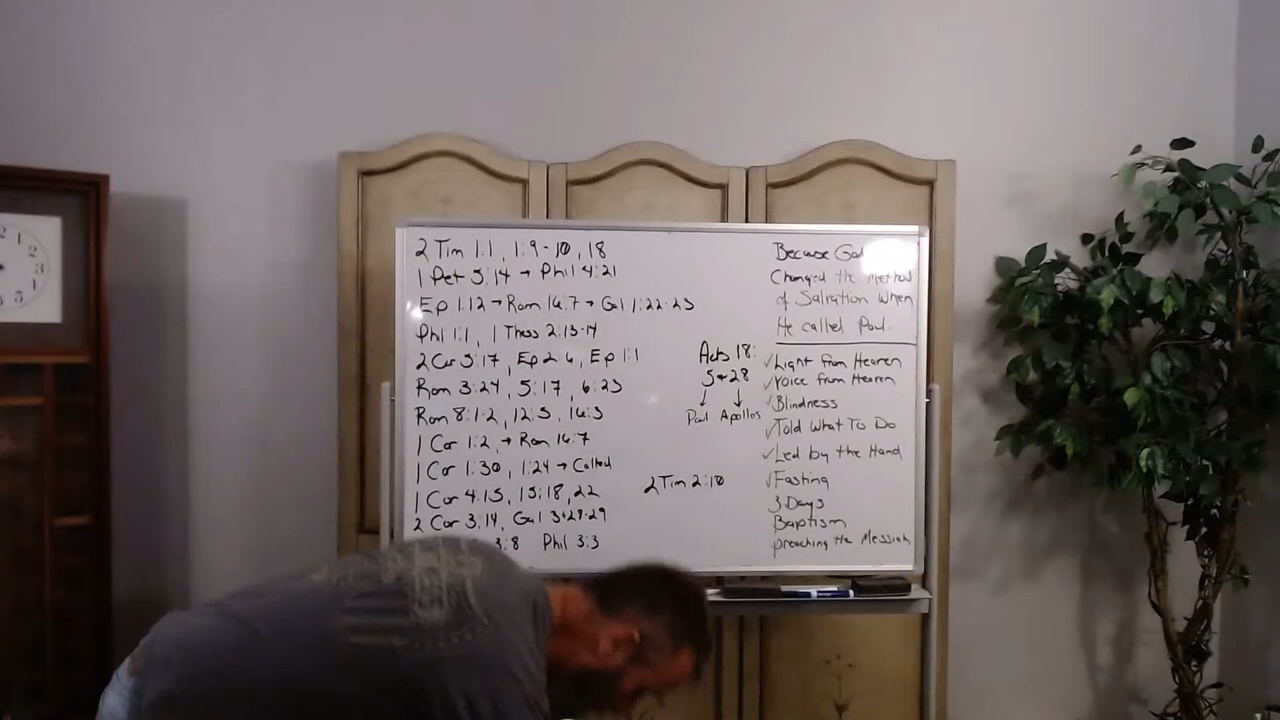 2 Tim 1:1, 1:9-10, 18
1 Pet 5:14 → Phil 4:21
Ep 1:12 → Rom 16:7 → Gal 1:22-23
Phil 1:1, 1 Thess 2:13-14
2 Cor 5:17, Ep 2:6, Ep 1:1
Rom 3:24, 5:17, 6:23
Rom 8:1-2, 12:5, 16:3
1 Cor 1:2, → Rom 16:7
1 Cor 1:30, 1:24 → Called
1 Cor 4:15, 15:18, 22
2 Cor 3:14, Gal 3:28-29
3:8 Phil 3:3
Acts 18:
5+28
↓ ↓
Paul Apollos
2 Tim 2:10
Because God
Changed the Method
of Salvation When
He called Paul.
✓Light from Heaven
✓Voice from Heaven
✓Blindness
✓Told What To Do
✓Led by the Hand
✓Fasting
3 Days
Baptism
preaching the Messiah
12
1
2
3
4
5